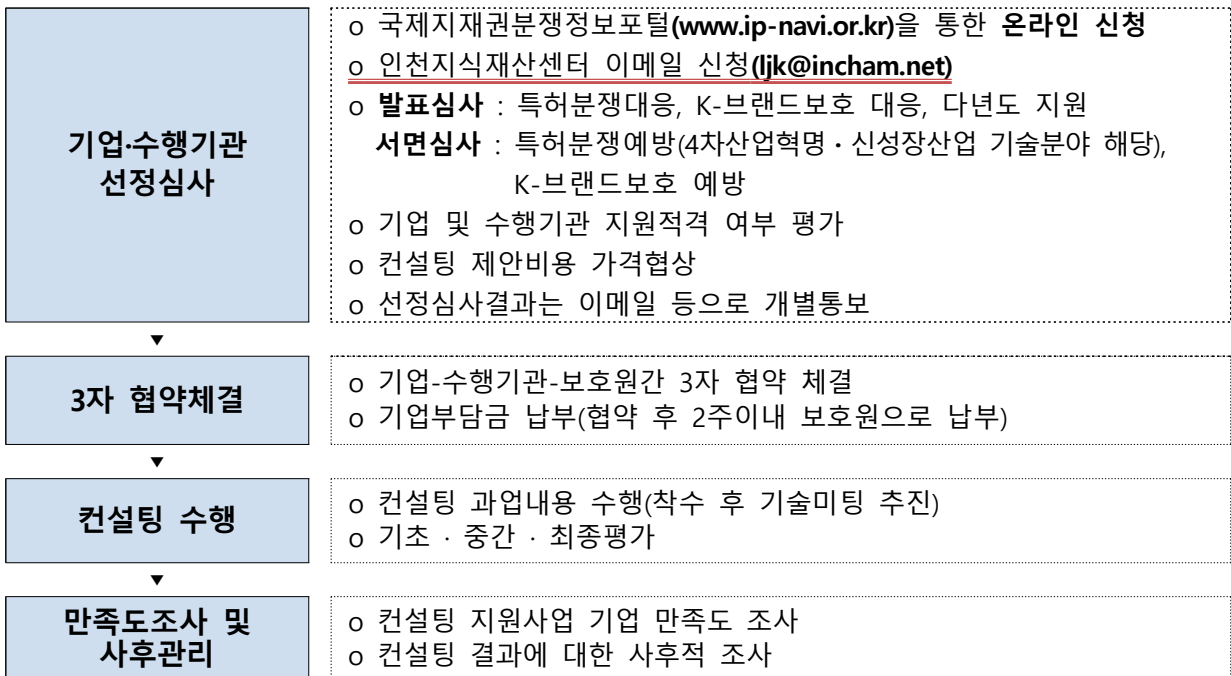 기업·수행기관
선정심사
o 국제지재권분쟁정보포털(www.ip-navi.or.kr)을 통한 온라인 신청
o 인천지식재산센터 이메일 신청(ljk@incham.net)
o 발표심사 : 특허분쟁대응, K-브랜드보호 대응, 다년도 지원
서면심사 : 특허분쟁예방(4차산업혁명・신성장산업 기술분야 해당),
K-브랜드보호 예방
o 기업 및 수행기관 지원적격 여부 평가
o 컨설팅 제안비용 가격협상
o 선정심사결과는 이메일 등으로 개별통보
▼
3자 협약체결
o 기업-수행기관-보호원간 3자 협약 체결
o 기업부담금 납부(협약 후 2주이내 보호원으로 납부)
▼
컨설팅 수행
o 컨설팅 과업내용 수행(착수 후 기술미팅 추진)
o 기초 · 중간 · 최종평가
▼
만족도조사 및
사후관리
o 컨설팅 지원사업 기업 만족도 조사
o 컨설팅 결과에 대한 사후적 조사